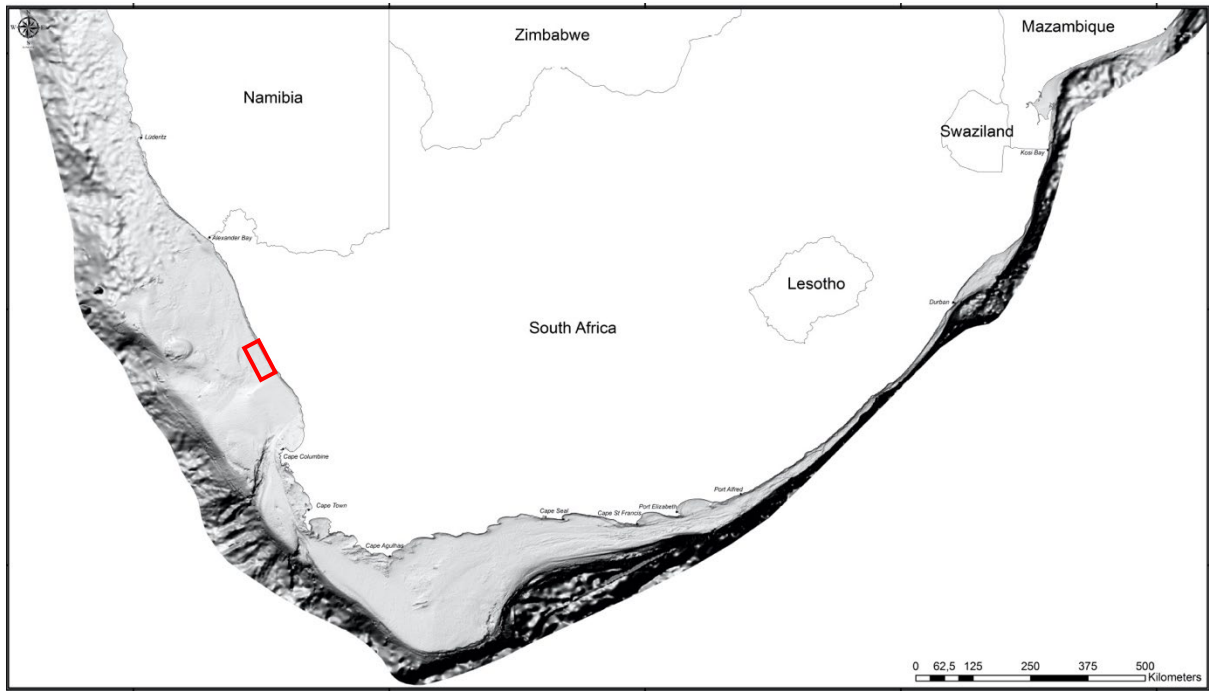 Mazambique
Zimbabwe
Namibia
Swaziland
Lüderitz
Kosi Bay
Alexander Bay
Lesotho
Durban
South Africa
Cape Columbine
Port Alfred
Cape Town
Cape Seal
Port Elizabeth
Cape St Francis
Cape Agulhas
0 62,5 125 250 375 500
Kilometers